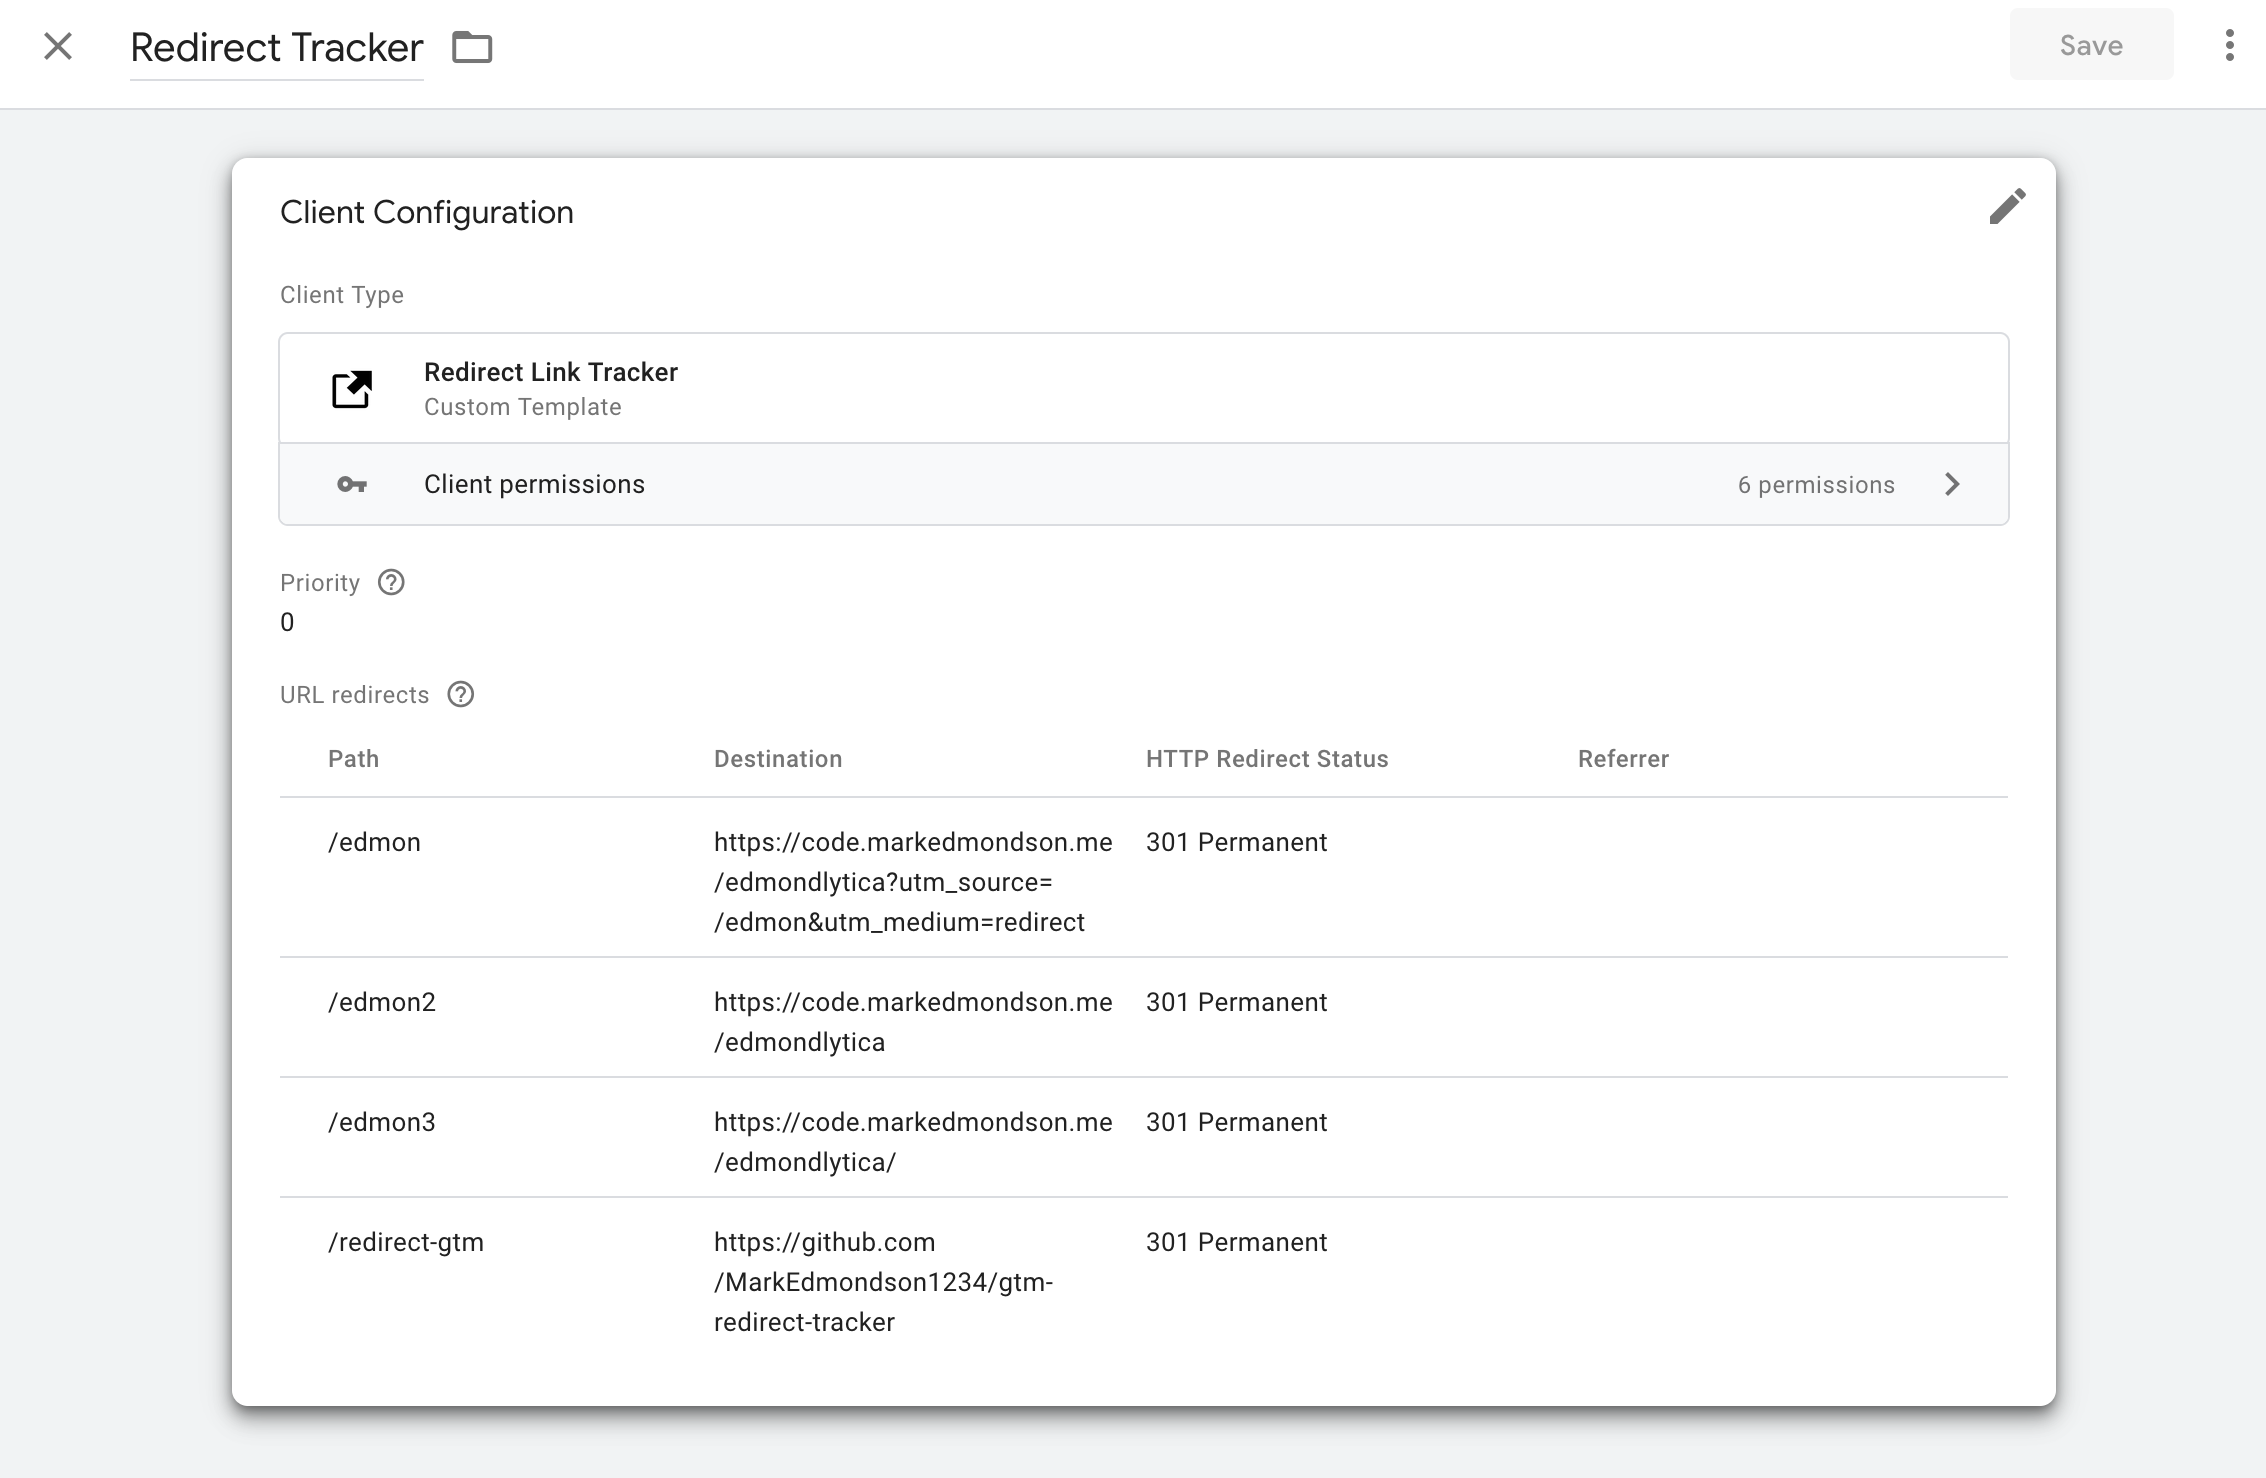 Redirect Tracker
Save
Client Configuration
Client Type
Redirect Link Tracker
Custom Template
Client permissions
6 permissions
Priority
0
URL redirects
Path Destination HTTP Redirect Status Referrer
/edmon https://code.markedmondson.me 301 Permanent
/edmondlytica?utm_source=
/edmon&utm_medium=redirect
/edmon2 https://code.markedmondson.me 301 Permanent
/edmondlytica
/edmon3 https://code.markedmondson.me 301 Permanent
/edmondlytica/
/redirect-gtm https://github.com 301 Permanent
/MarkEdmondson1234/gtm-
redirect-tracker